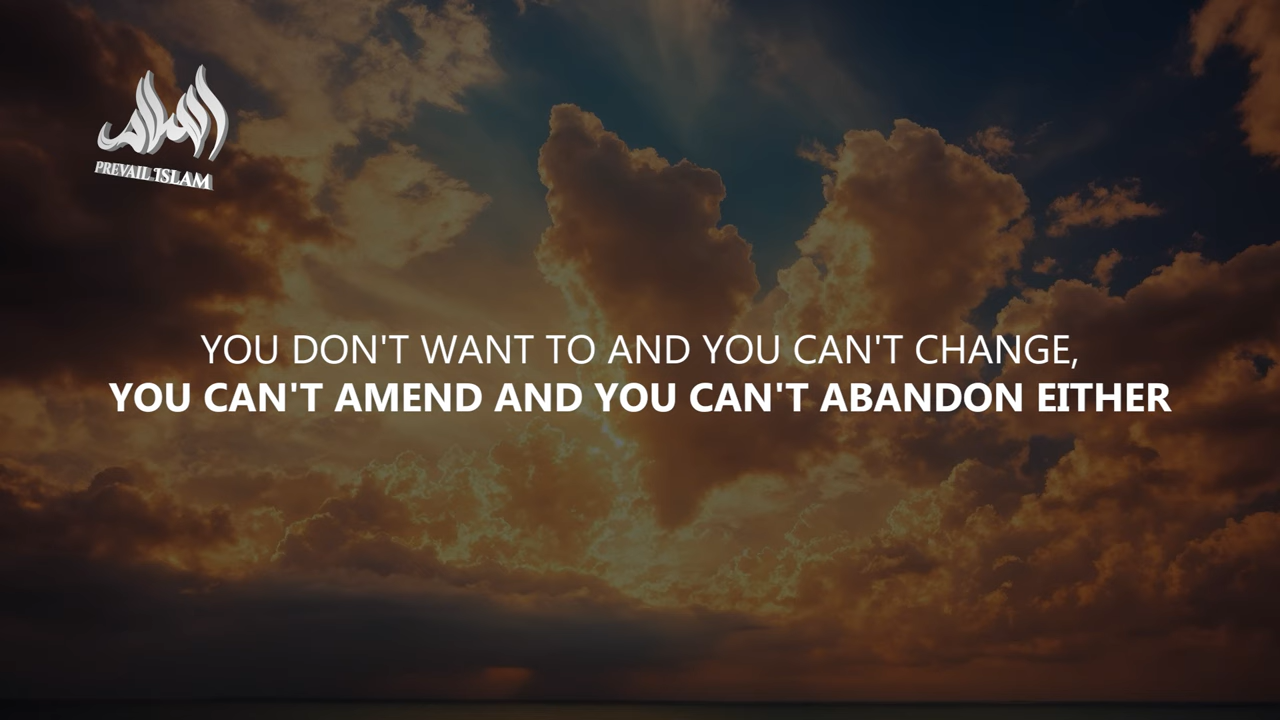 PREVAIL ISLAM
YOU DON'T WANT TO AND YOU CAN'T CHANGE,
YOU CAN'T AMEND AND YOU CAN'T ABANDON EITHER